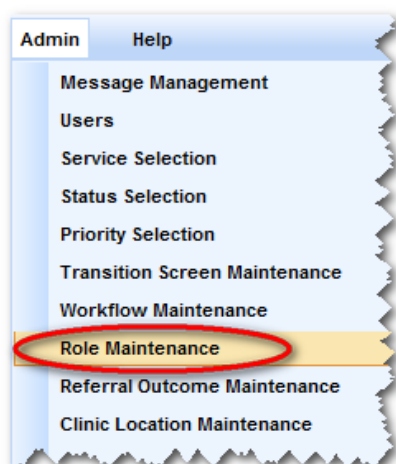 Admin Help
Message Management
Users
Service Selection
Status Selection
Priority Selection
Transition Screen Maintenance
Workflow Maintenance
Role Maintenance
Referral Outcome Maintenance
Clinic Location Maintenance